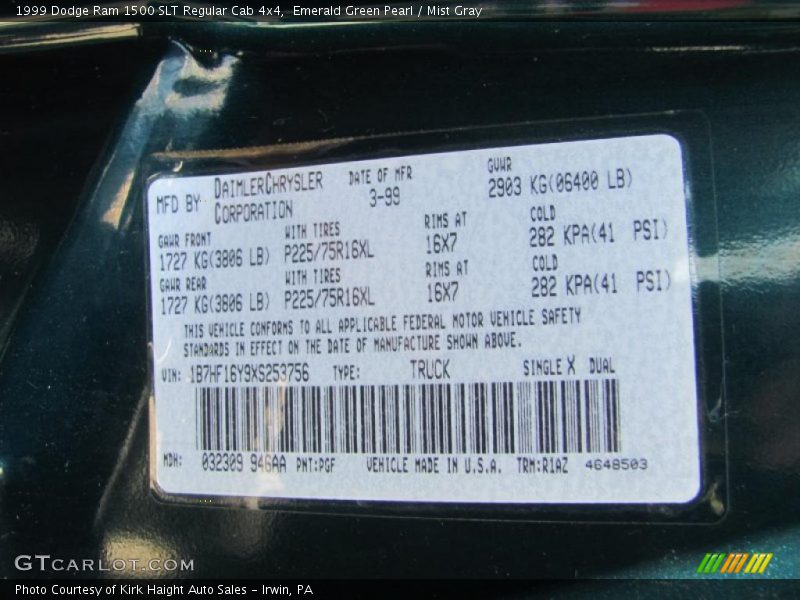 1999 Dodge Ram 1500 SLT Regular Cab 4x4,  Emerald Green Pearl / Mist Gray
MFD BY DAIMLERCHRYSLER CORPORATION DATE OF MFR 3-99 GVWR 2903 KG(06400 LB)
GAWR FRONT WITH TIRES RIMS AT COLD
1727 KG(3806 LB) P225/75R16XL 16X7 282 KPA(41 PSI)
GAWR REAR WITH TIRES RIMS AT COLD
1727 KG(3806 LB) P225/75R16XL 16X7 282 KPA(41 PSI)
THIS VEHICLE CONFORMS TO ALL APPLICABLE FEDERAL MOTOR VEHICLE SAFETY
STANDARDS IN EFFECT ON THE DATE OF MANUFACTURE SHOWN ABOVE.
VIN: 1B7HF16Y9XS253756 TYPE: TRUCK SINGLE X DUAL
MDH: 032309 946AA PNT:PGF VEHICLE MADE IN U.S.A. TRM:R1AZ 4648503
GTCARLOT.COM
Photo Courtesy of Kirk Haight Auto Sales - Irwin, PA